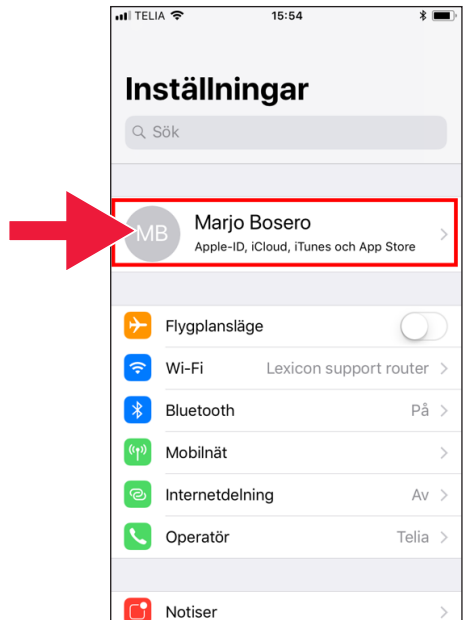 TELIA 15:54
Inställningar
Sök
MB
Marjo Bosero
Apple-ID, iCloud, iTunes och App Store
Flygplansläge
Wi-Fi Lexicon support router
Bluetooth På
Mobilnät
Internetdelning Av
Operatör Telia
Notiser